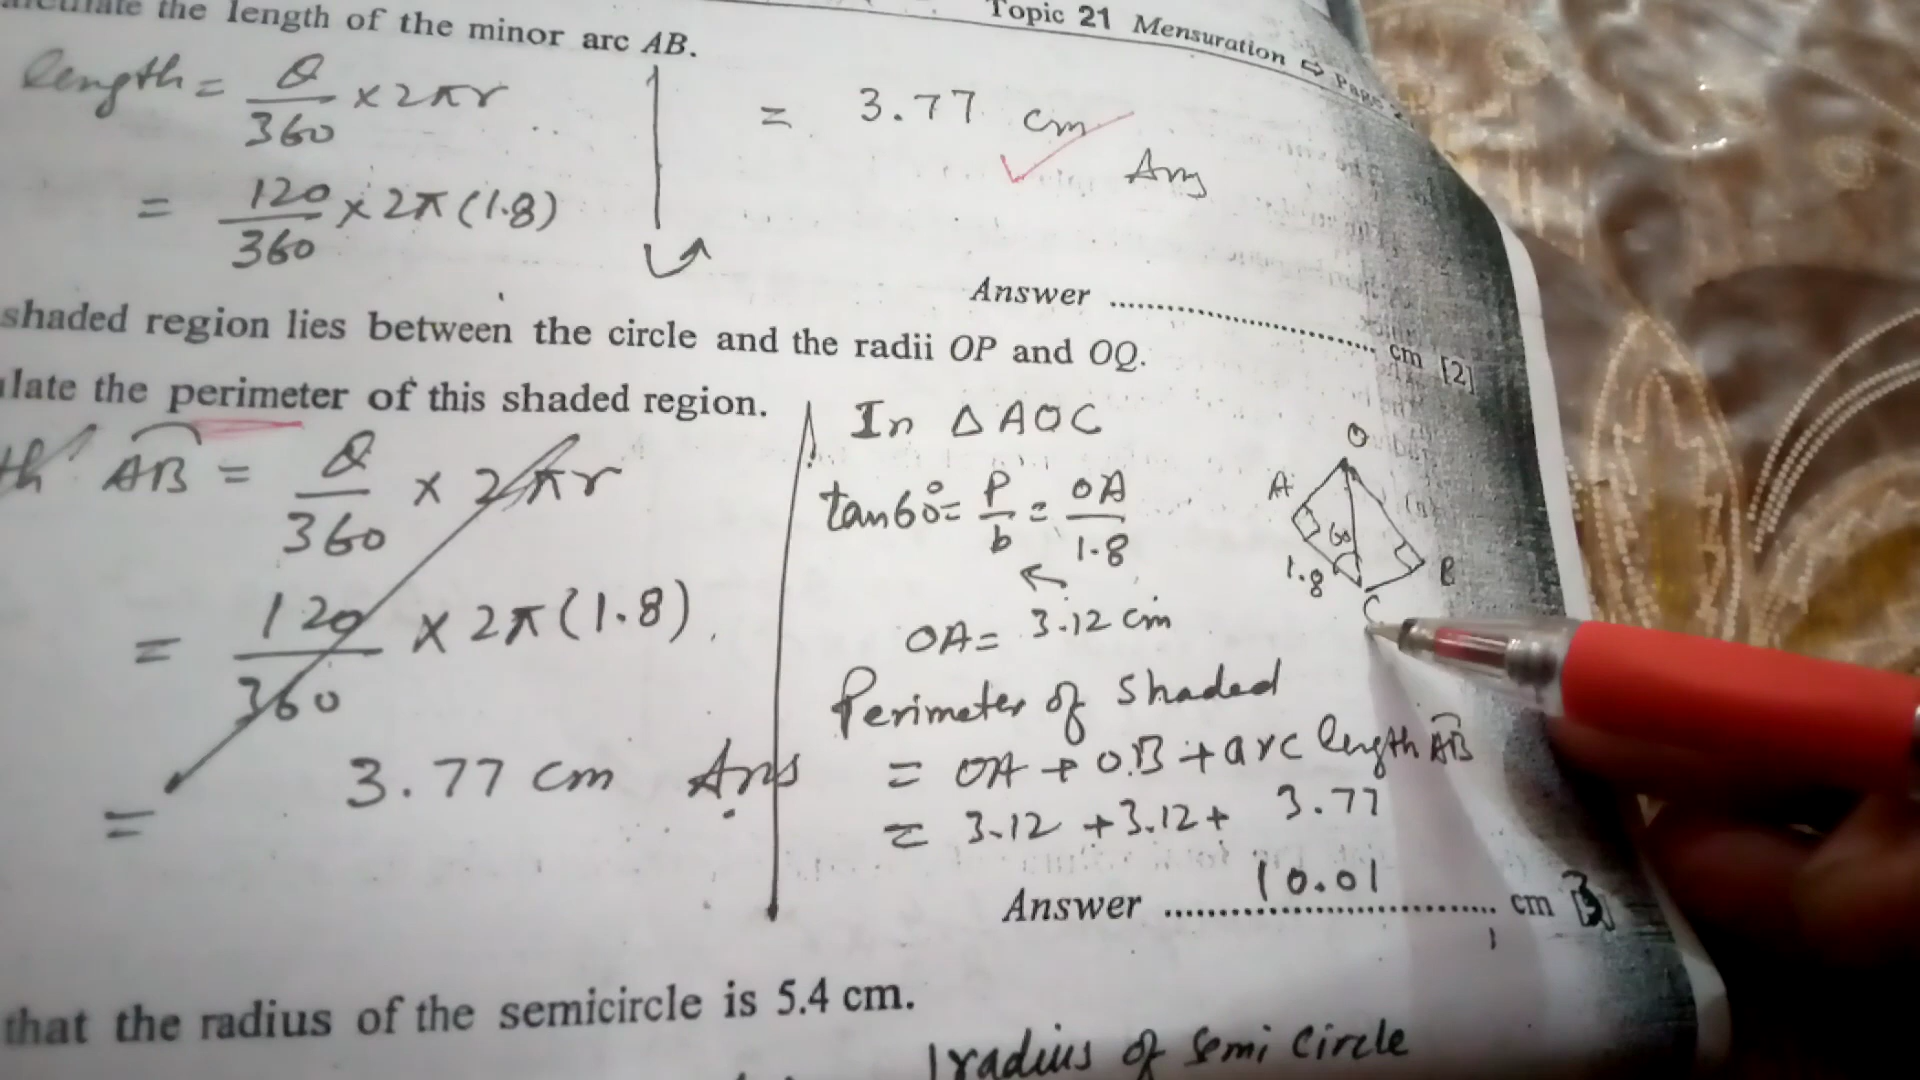 the length of the minor arc AB.
Topic 21 Mensuration ⇨ Page
length = θ/360 × 2πr
= 120/360 × 2π(1.8)
= 3.77 cm
Ans
Answer .................... cm [2]
shaded region lies between the circle and the radii OP and OQ.
late the perimeter of this shaded region.
th AB = θ/360 × 2πr
= 120/360 × 2π(1.8)
= 3.77 cm Ans
In △AOC
tan60° = P/b = OA/1.8
OA = 3.12 cm
O
A
60
1.8
B
C
Perimeter of shaded
= OA + OB + arc length AB
= 3.12 + 3.12 + 3.77
Answer 10.01 cm [3]
that the radius of the semicircle is 5.4 cm.
radius of semi circle